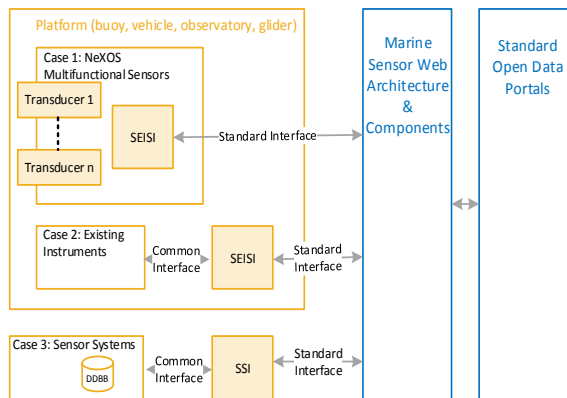 Platform (buoy, vehicle, observatory, glider)
Case 1: NeXOS
Multifunctional Sensors
Transducer 1
Transducer n
SEISI
Standard Interface
Case 2: Existing
Instruments
Common
Interface
SEISI
Standard
Interface
Case 3: Sensor Systems
DDBB
Common
Interface
SSI
Standard
Interface
Marine
Sensor Web
Architecture
&
Components
Standard
Open Data
Portals